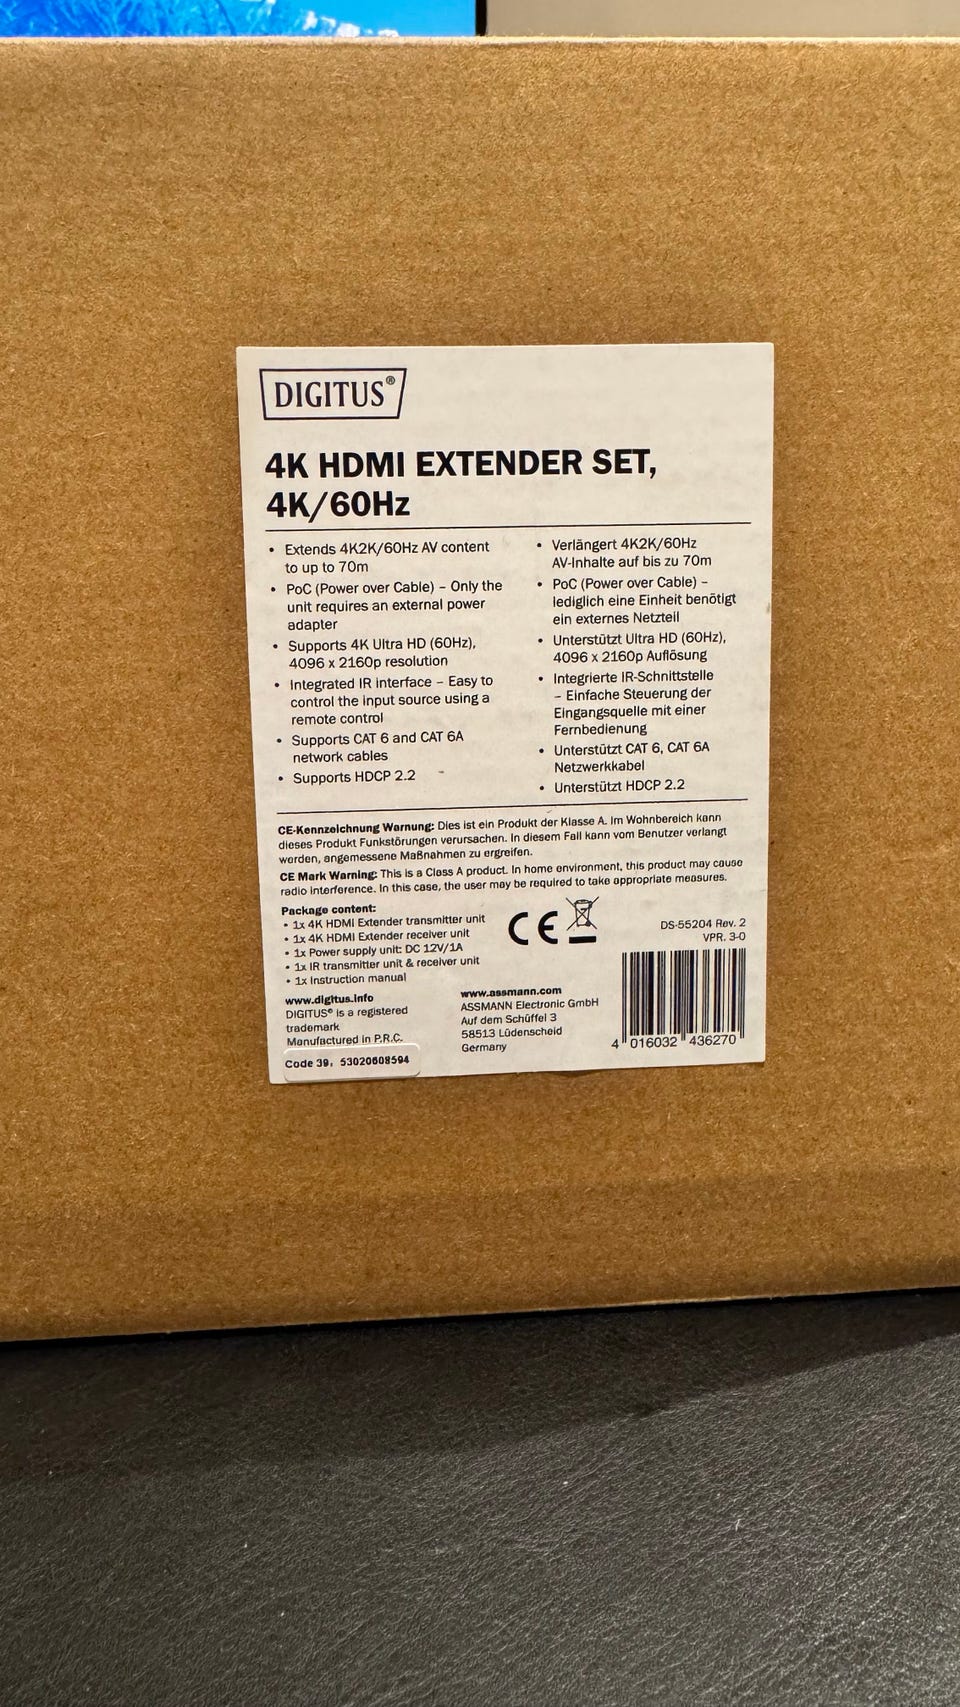 DIGITUS®
4K HDMI EXTENDER SET,
4K/60Hz
• Extends 4K2K/60Hz AV content
to up to 70m
• PoC (Power over Cable) – Only the
unit requires an external power
adapter
• Supports 4K Ultra HD (60Hz),
4096 x 2160p resolution
• Integrated IR interface – Easy to
control the input source using a
remote control
• Supports CAT 6 and CAT 6A
network cables
• Supports HDCP 2.2
• Verlängert 4K2K/60Hz
AV-Inhalte auf bis zu 70m
• PoC (Power over Cable) –
lediglich eine Einheit benötigt
ein externes Netzteil
• Unterstützt Ultra HD (60Hz),
4096 x 2160p Auflösung
• Integrierte IR-Schnittstelle
– Einfache Steuerung der
Eingangsquelle mit einer
Fernbedienung
• Unterstützt CAT 6, CAT 6A
Netzwerkkabel
• Unterstützt HDCP 2.2
CE-Kennzeichnung Warnung: Dies ist ein Produkt der Klasse A. Im Wohnbereich kann
dieses Produkt Funkstörungen verursachen. In diesem Fall kann vom Benutzer verlangt
werden, angemessene Maßnahmen zu ergreifen.
CE Mark Warning: This is a Class A product. In home environment, this product may cause
radio interference. In this case, the user may be required to take appropriate measures.
Package content:
• 1x 4K HDMI Extender transmitter unit
• 1x 4K HDMI Extender receiver unit
• 1x Power supply unit: DC 12V/1A
• 1x IR transmitter unit & receiver unit
• 1x Instruction manual
CE
DS-55204 Rev. 2
VPR. 3-0
www.digitus.info
DIGITUS® is a registered
trademark
Manufactured in P.R.C.
Code 39, 53020608594
www.assmann.com
ASSMANN Electronic GmbH
Auf dem Schüffel 3
58513 Lüdenscheid
Germany
4 016032 436270